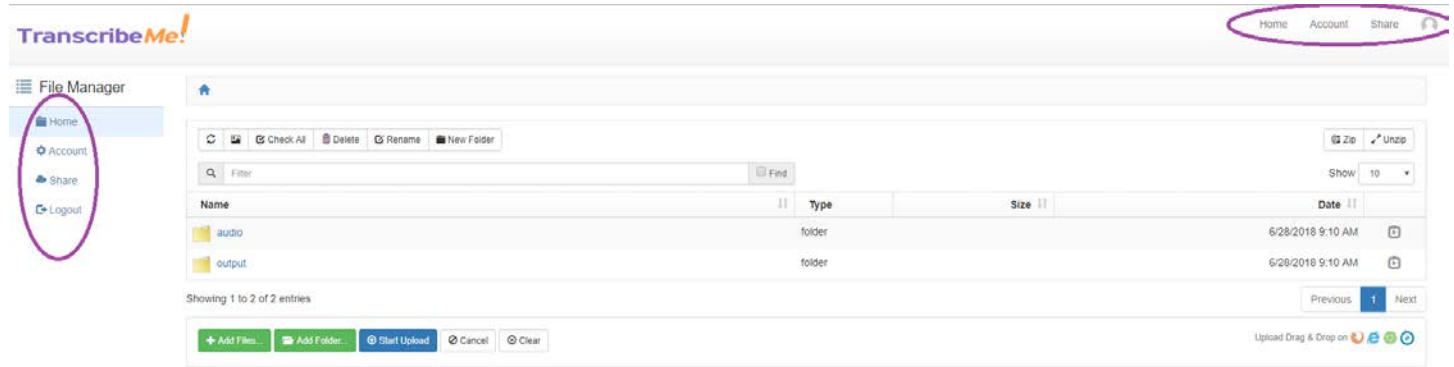 TranscribeMe!
Home Account Share
File Manager
Home
Account
Share
Logout
Check All Delete Rename New Folder Zip Unzip
Filter Find Show 10
Name Type Size Date
audio folder 6/28/2018 9:10 AM
output folder 6/28/2018 9:10 AM
Showing 1 to 2 of 2 entries Previous 1 Next
Add Files... Add Folder... Start Upload Cancel Clear Upload Drag & Drop on